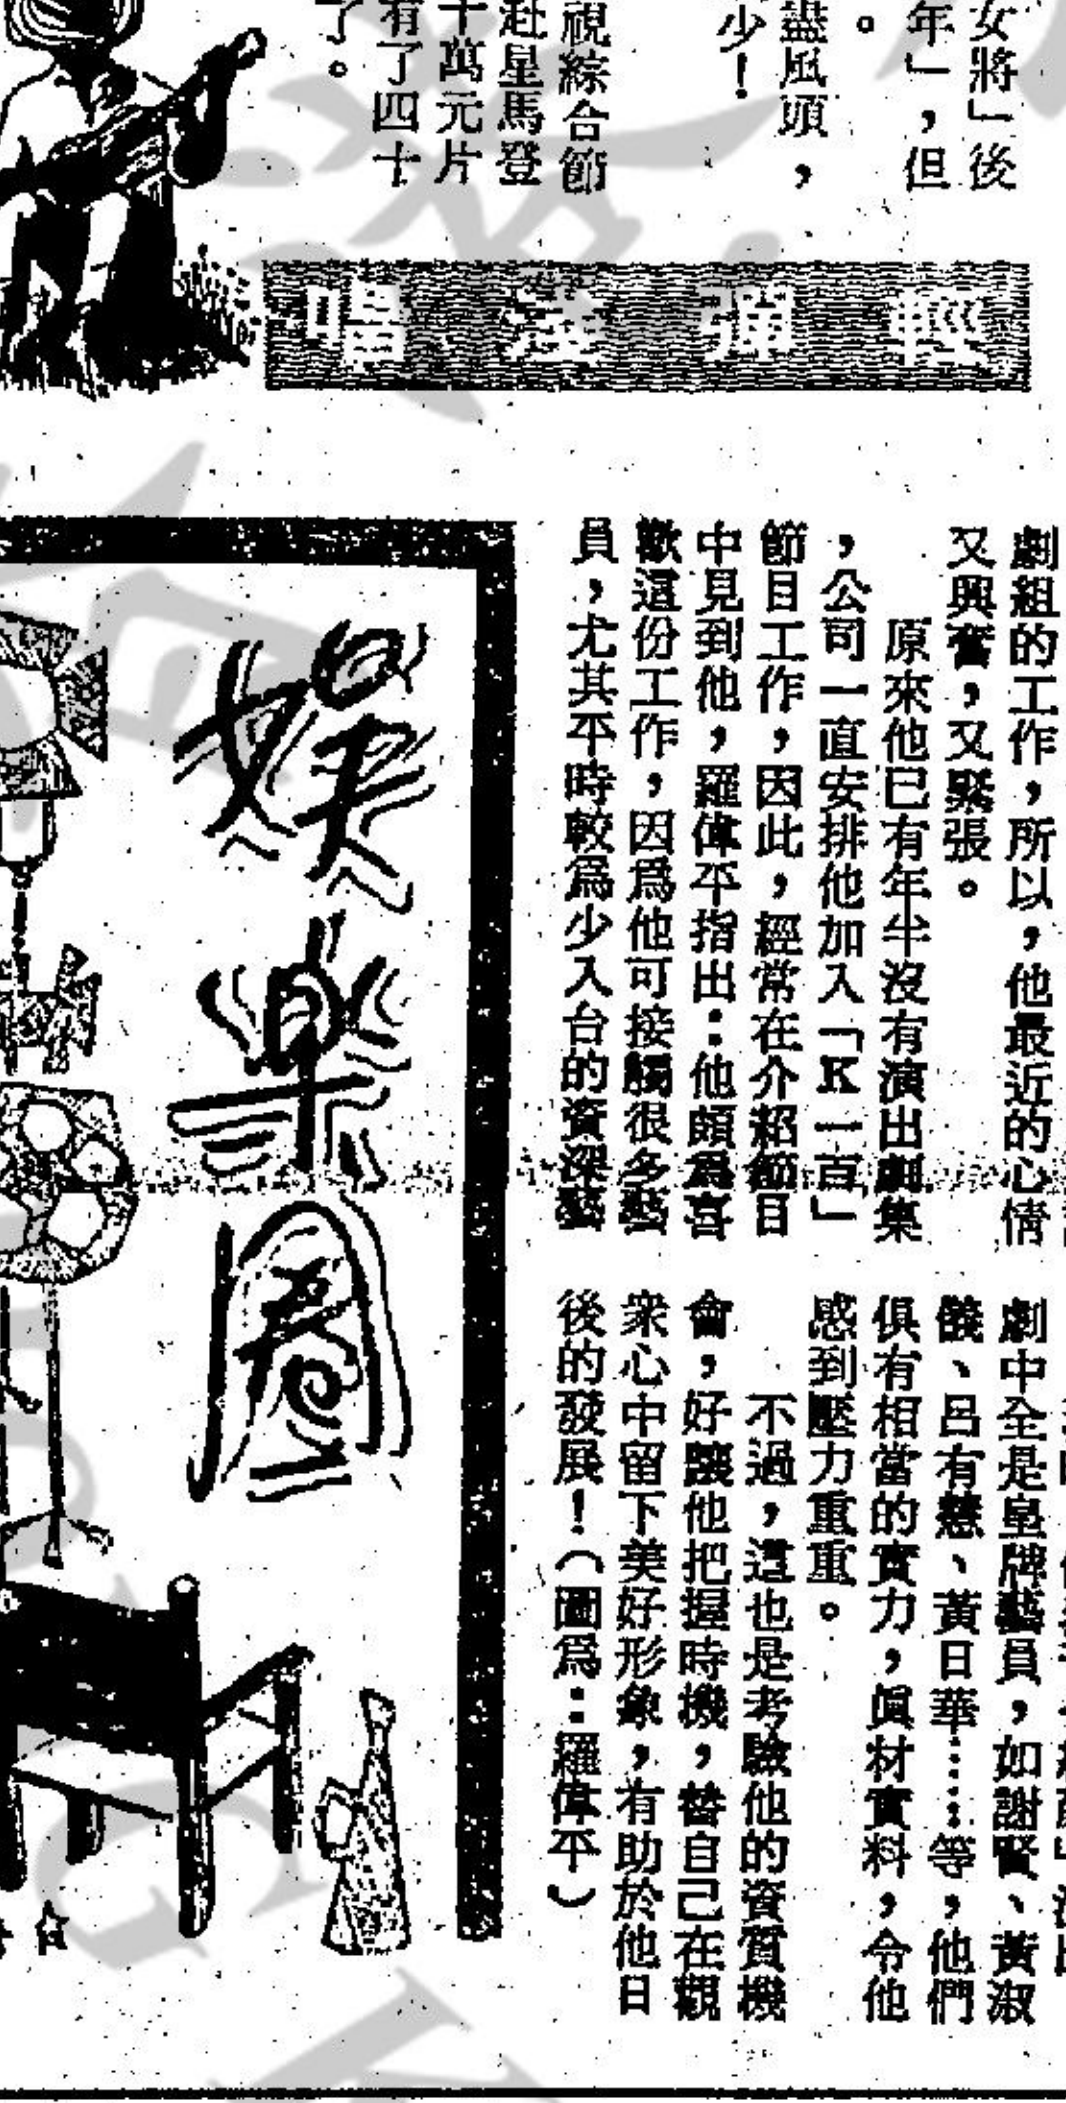 女將」後
年」，但
。
盡風頭，
少！
視綜合節
赴星馬登
十萬元片
有了四十
了。
輕彈淺唱
劇組的工作，所以，他最近的心情
又興奮，又緊張。
原來他已有年半沒有演出劇集
，公司一直安排他加入「K一百」
節目工作，因此，經常在介紹節目
中見到他，羅偉平指出：他頗爲喜
歡這份工作，因爲他可接觸很多藝
員，尤其平時較爲少入台的資深藝
劇中全是皇牌藝員，如謝賢、黃淑
儀、呂有慧、黃日華……等，他們
俱有相當的實力，眞材實料，令他
感到壓力重重。
不過，這也是考驗他的資質機
會，好讓他把握時機，替自己在觀
衆心中留下美好形象，有助於他日
後的發展！（圖爲：羅偉平）
娛樂圈